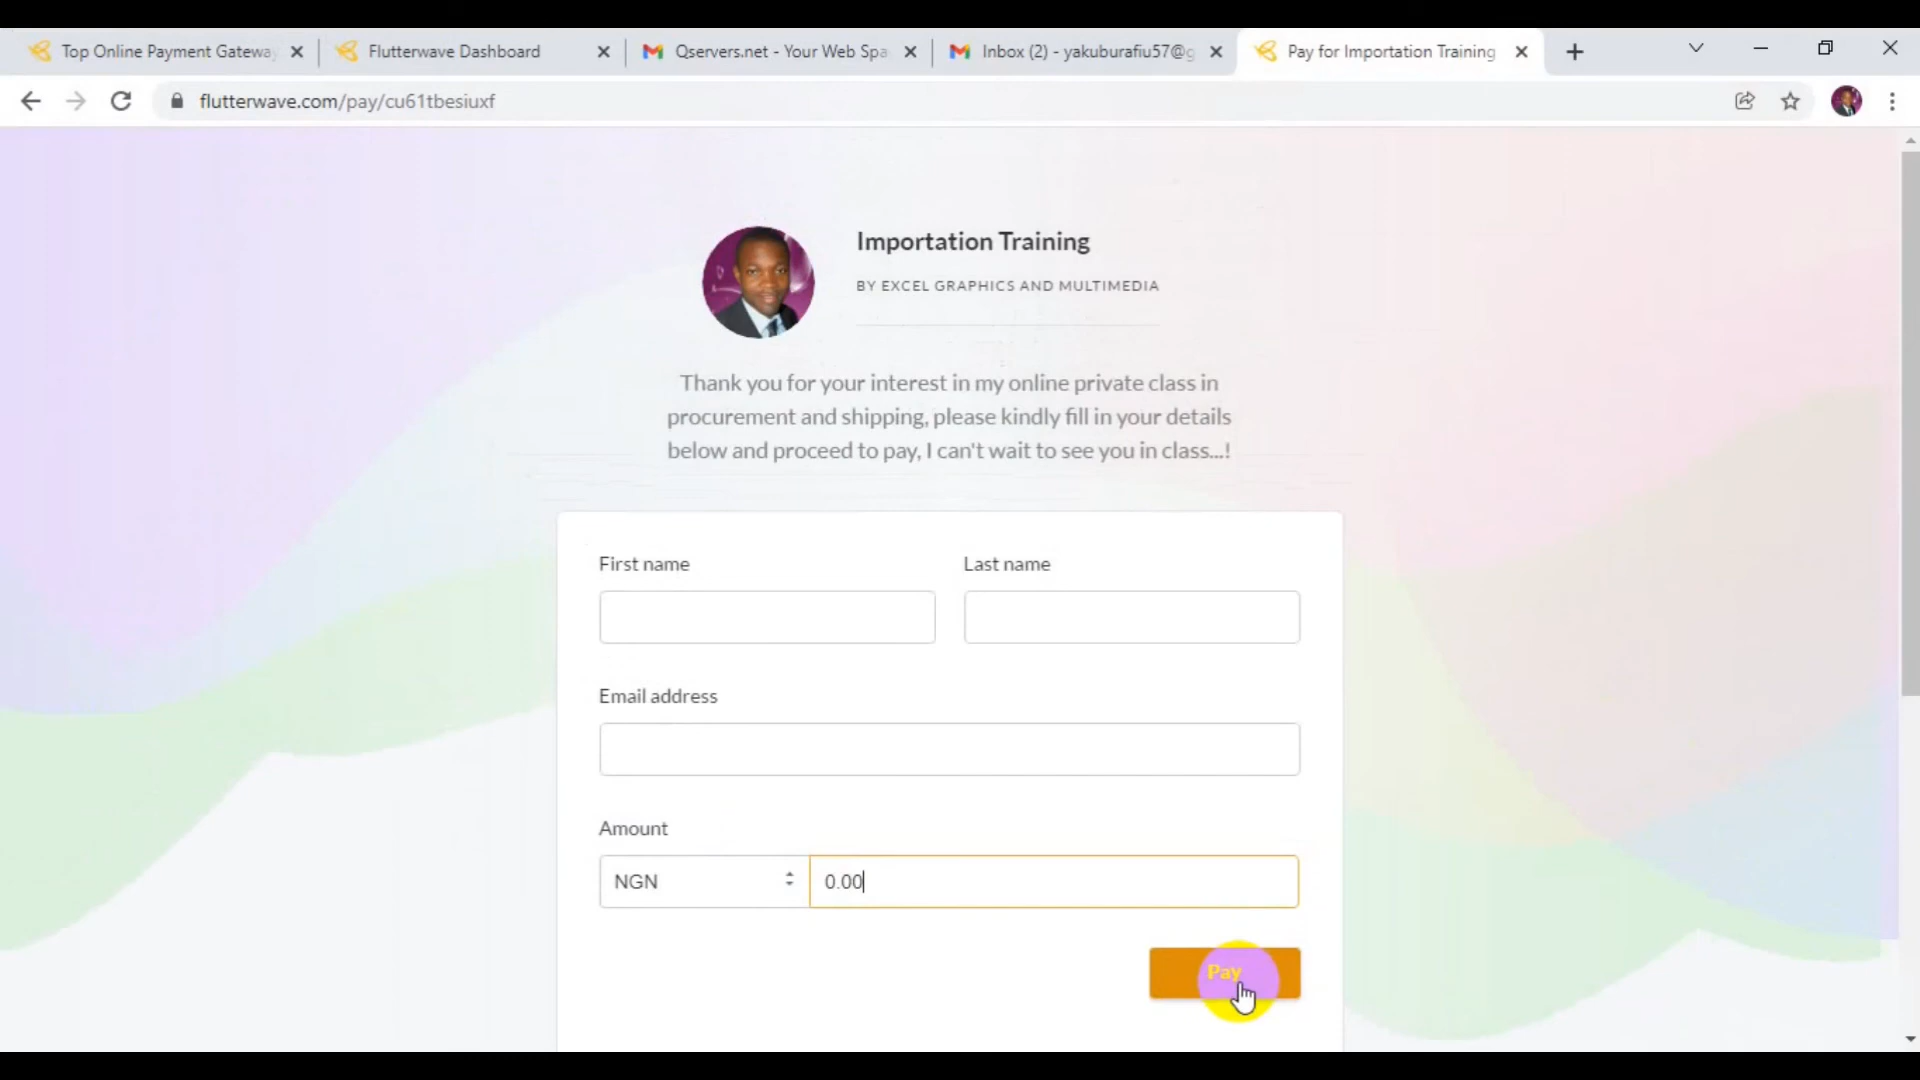 Top Online Payment Gateway
Flutterwave Dashboard
Qservers.net - Your Web Spa
Inbox (2) - yakuburafiu57@g
Pay for Importation Training
flutterwave.com/pay/cu61tbesiuxf
Importation Training
BY EXCEL GRAPHICS AND MULTIMEDIA
Thank you for your interest in my online private class in
procurement and shipping, please kindly fill in your details
below and proceed to pay, I can't wait to see you in class...!
First name
Last name
Email address
Amount
NGN
0.00
Pay